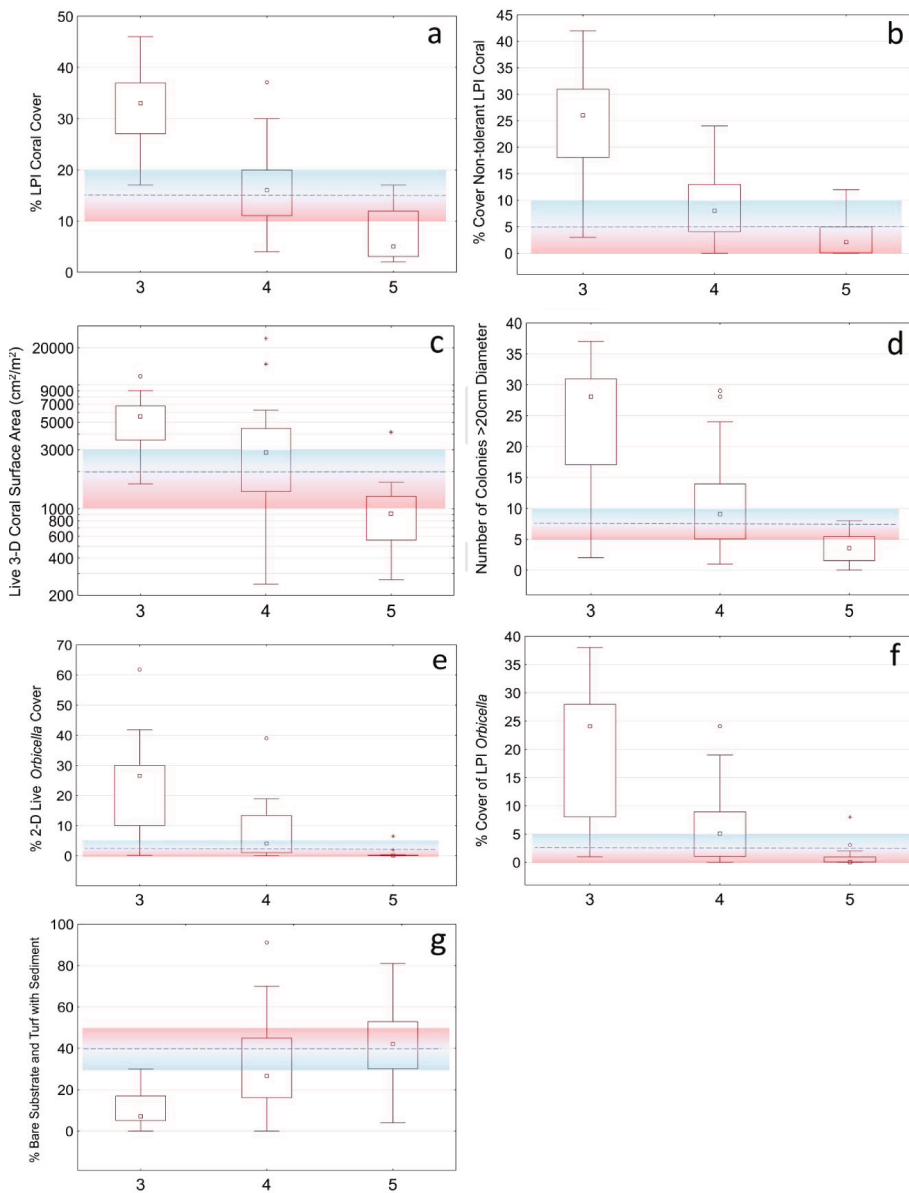 a
% LPI Coral Cover
50
40
30
20
10
0
3 4 5
b
% Cover Non-tolerant LPI Coral
45
40
35
30
25
20
15
10
5
0
3 4 5
c
Live 3-D Coral Surface Area (cm²/m²)
20000
9000
7000
5000
3000
1000
800
600
400
200
3 4 5
d
Number of Colonies >20cm Diameter
40
35
30
25
20
15
10
5
0
3 4 5
e
% 2-D Live Orbicella Cover
70
60
50
40
30
20
10
0
3 4 5
f
% Cover of LPI Orbicella
40
35
30
25
20
15
10
5
0
3 4 5
g
% Bare Substrate and Turf with Sediment
100
80
60
40
20
0
3 4 5